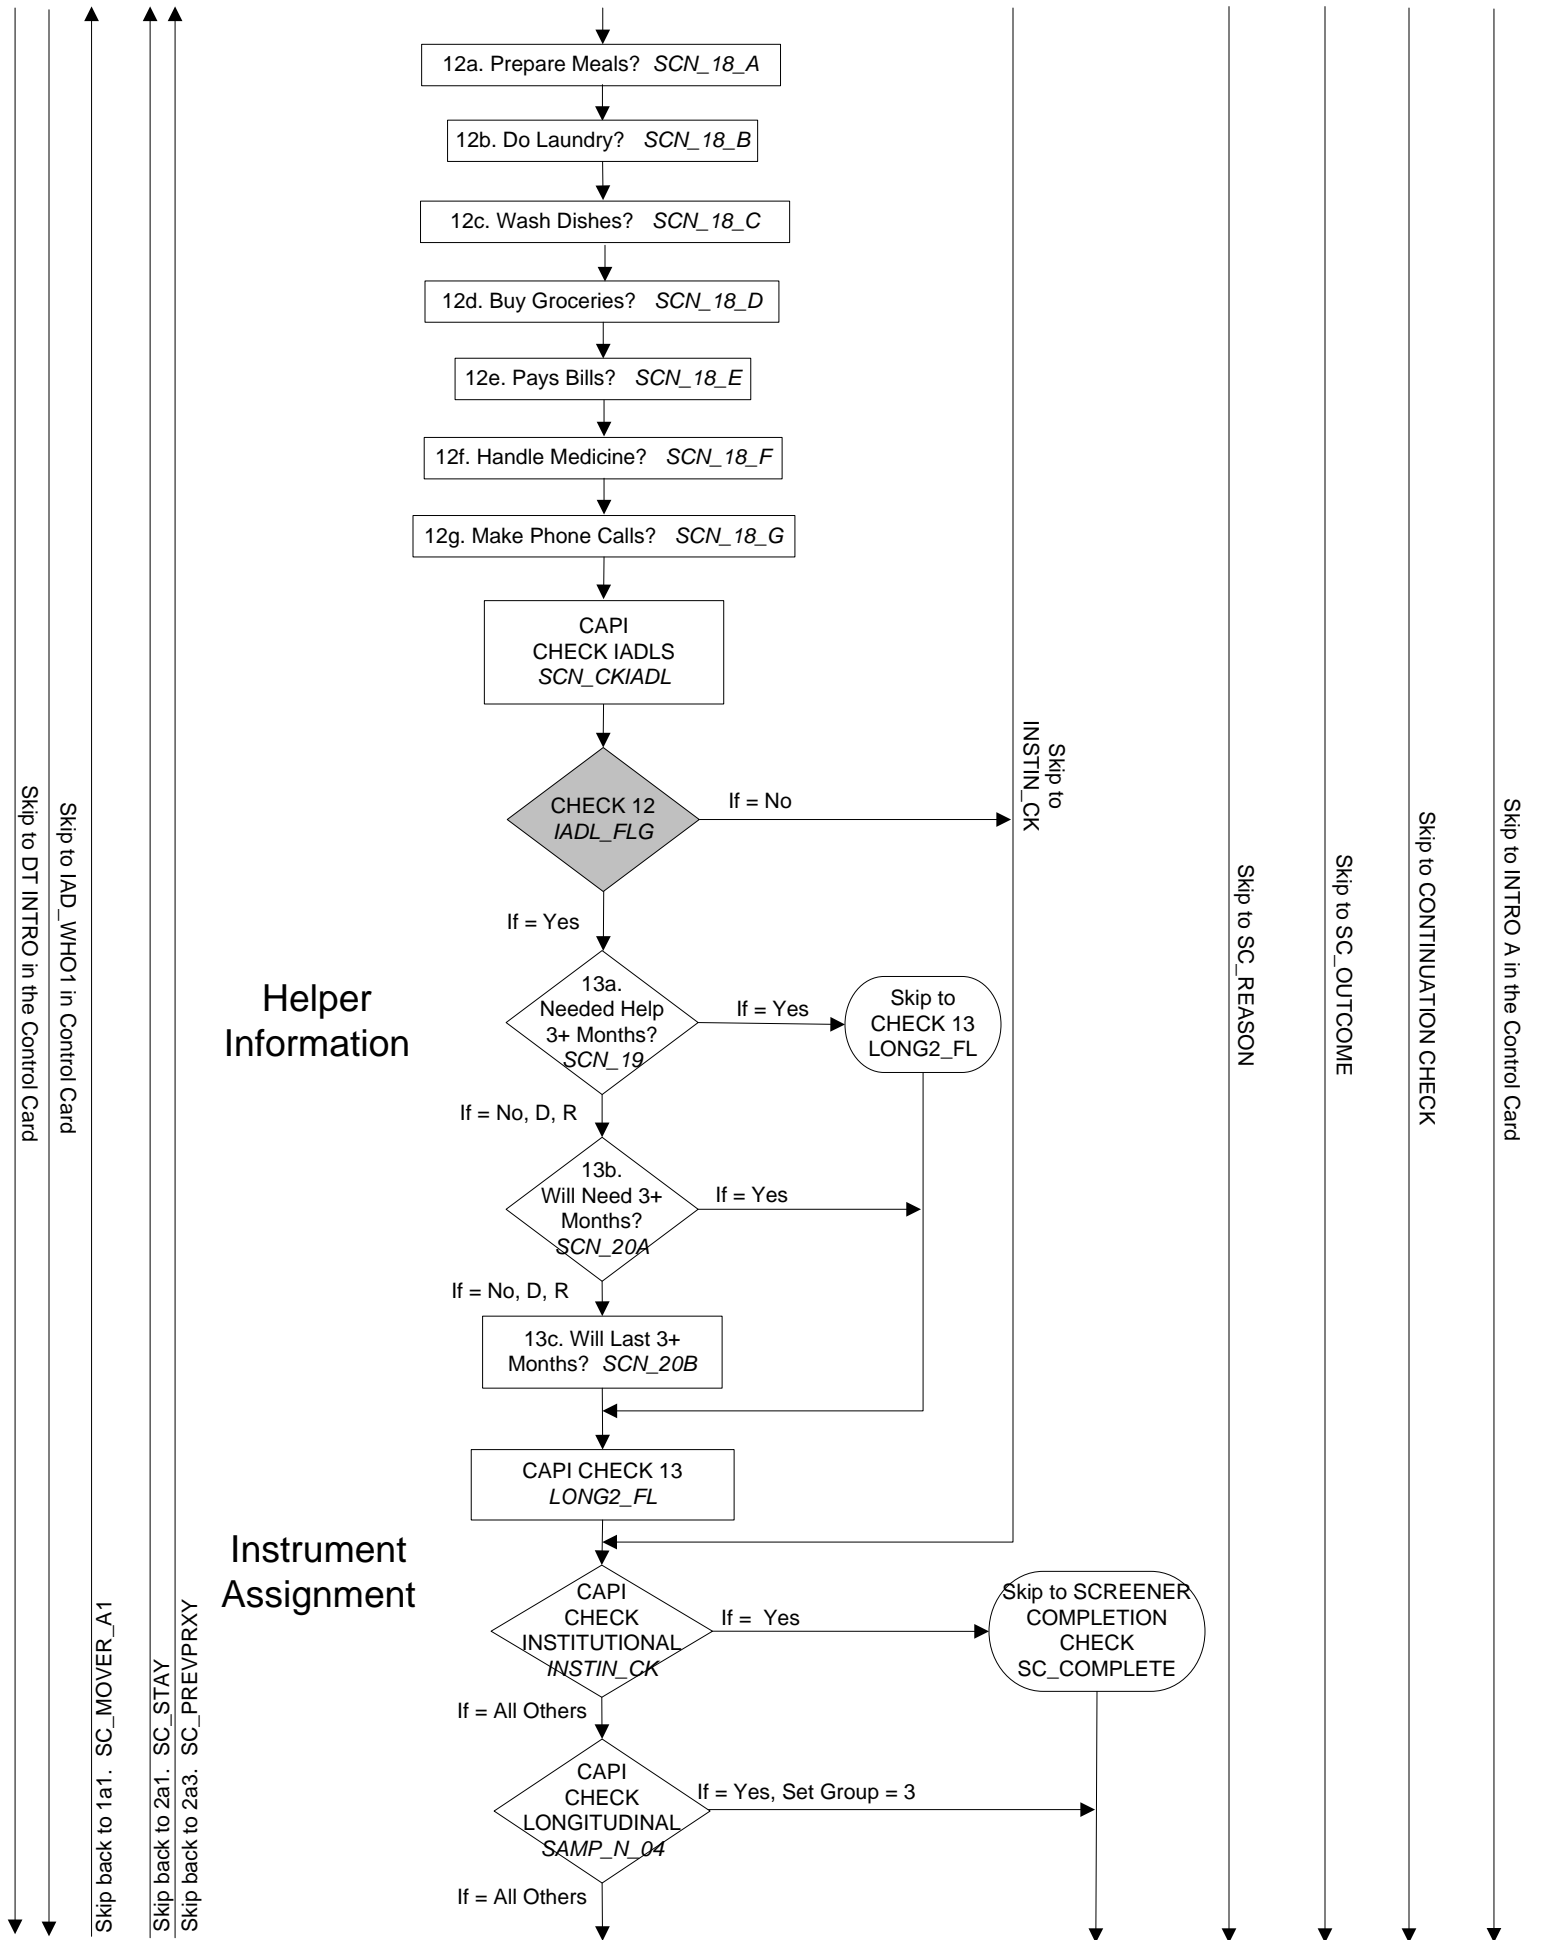 12a. Prepare Meals? SCN_18_A
12b. Do Laundry? SCN_18_B
12c. Wash Dishes? SCN_18_C
12d. Buy Groceries? SCN_18_D
12e. Pays Bills? SCN_18_E
12f. Handle Medicine? SCN_18_F
12g. Make Phone Calls? SCN_18_G
CAPI
CHECK IADLS
SCN_CKIADL
CHECK 12
IADL_FLG
If = No
Skip to
INSTIN_CK
If = Yes
Helper
Information
13a.
Needed Help
3+ Months?
SCN_19
If = Yes
Skip to
CHECK 13
LONG2_FL
If = No, D, R
13b.
Will Need 3+
Months?
SCN_20A
If = Yes
If = No, D, R
13c. Will Last 3+
Months? SCN_20B
CAPI CHECK 13
LONG2_FL
Instrument
Assignment
CAPI
CHECK
INSTITUTIONAL
INSTIN_CK
If = Yes
Skip to SCREENER
COMPLETION
CHECK
SC_COMPLETE
If = All Others
CAPI
CHECK
LONGITUDINAL
SAMP_N_04
If = Yes, Set Group = 3
If = All Others
Skip to DT INTRO in the Control Card
Skip to IAD_WHO1 in Control Card
Skip back to 1a1. SC_MOVER_A1
Skip back to 2a1. SC_STAY
Skip back to 2a3. SC_PREVPRXY
Skip to SC_REASON
Skip to SC_OUTCOME
Skip to CONTINUATION CHECK
Skip to INTRO A in the Control Card